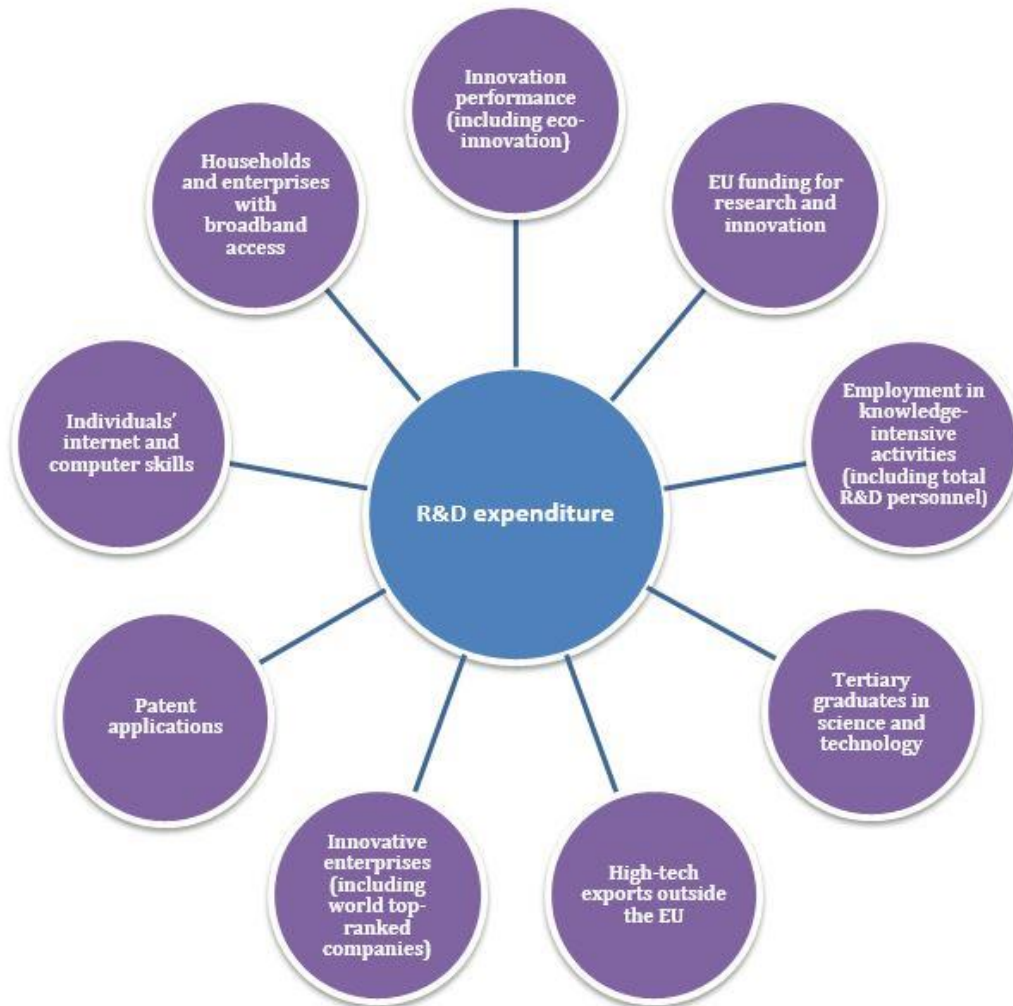 Innovation
performance
(including eco-
innovation)
EU funding for
research and
innovation
Employment in
knowledge-
intensive
activities
(including total
R&D personnel)
Tertiary
graduates in
science and
technology
High-tech
exports outside
the EU
Innovative
enterprises
(including
world top-
ranked
companies)
Patent
applications
Individuals'
internet and
computer skills
Households
and enterprises
with
broadband
access
R&D expenditure